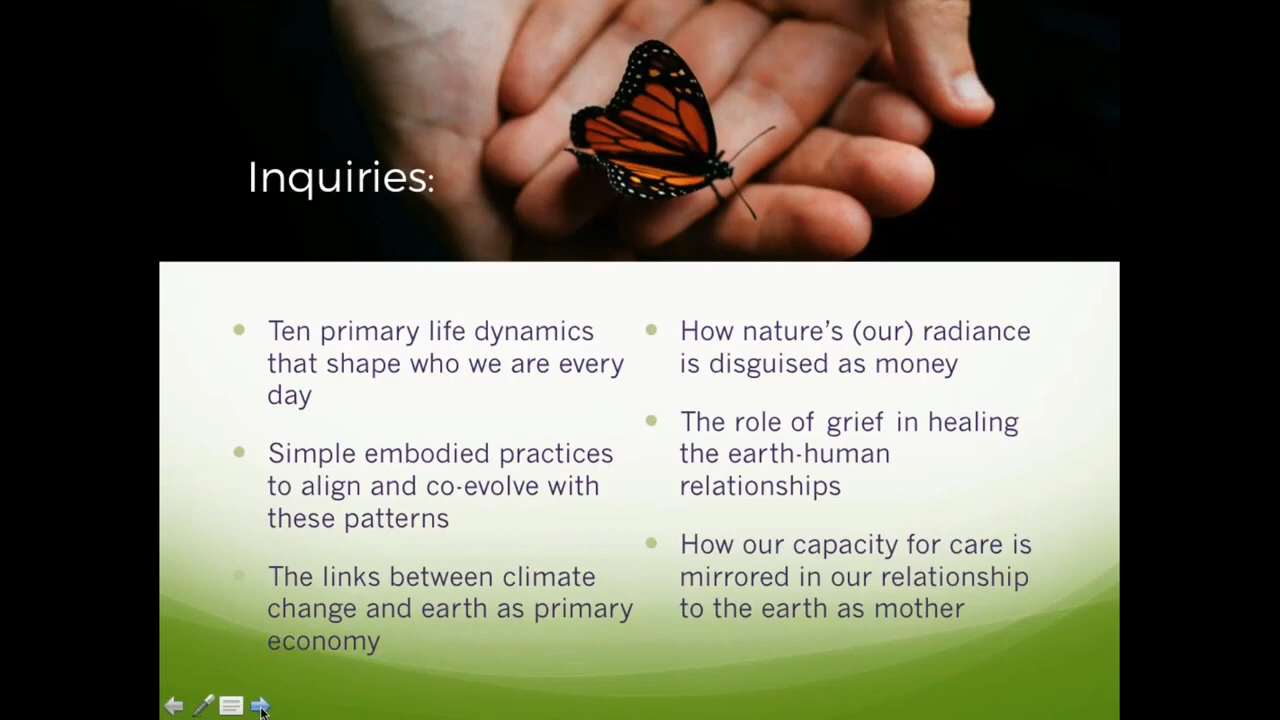 Inquiries:
Ten primary life dynamics
that shape who we are every
day
Simple embodied practices
to align and co-evolve with
these patterns
The links between climate
change and earth as primary
economy
How nature's (our) radiance
is disguised as money
The role of grief in healing
the earth-human
relationships
How our capacity for care is
mirrored in our relationship
to the earth as mother